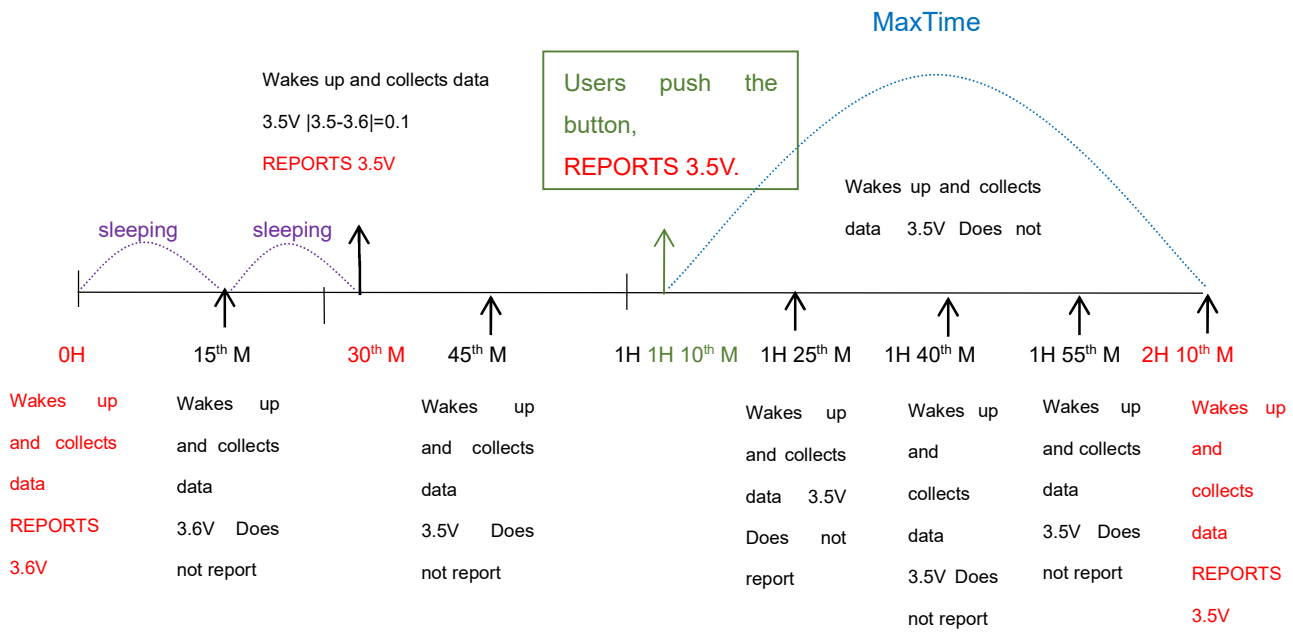 MaxTime
Wakes up and collects data
3.5V |3.5-3.6|=0.1
REPORTS 3.5V
Users push the
button,
REPORTS 3.5V.
Wakes up and collects
data 3.5V Does not
sleeping
sleeping
0H
15th M
30th M
45th M
1H
1H 10th M
1H 25th M
1H 40th M
1H 55th M
2H 10th M
Wakes up
and collects
data
REPORTS
3.6V
Wakes up
and collects
data
3.6V Does
not report
Wakes up
and collects
data
3.5V Does
not report
Wakes up
and collects
data 3.5V
Does not
report
Wakes up
and
collects
data
3.5V Does
not report
Wakes up
and collects
data
3.5V Does
not report
Wakes up
and
collects
data
REPORTS
3.5V